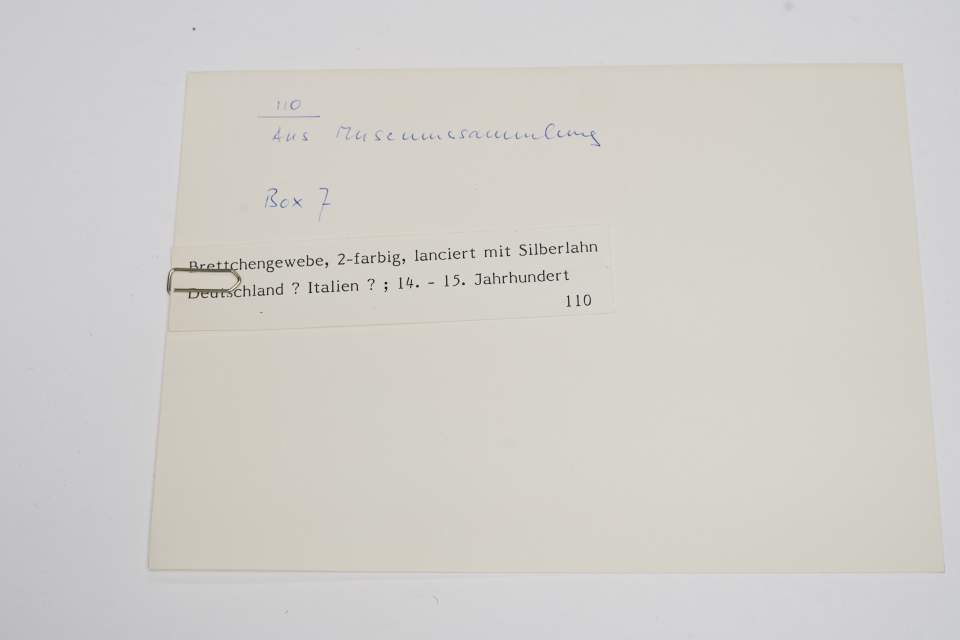 110
Aus Museumssammlung
Box 7
Brettchengewebe, 2-farbig, lanciert mit Silberlahn
Deutschland ? Italien ? ; 14. - 15. Jahrhundert
110